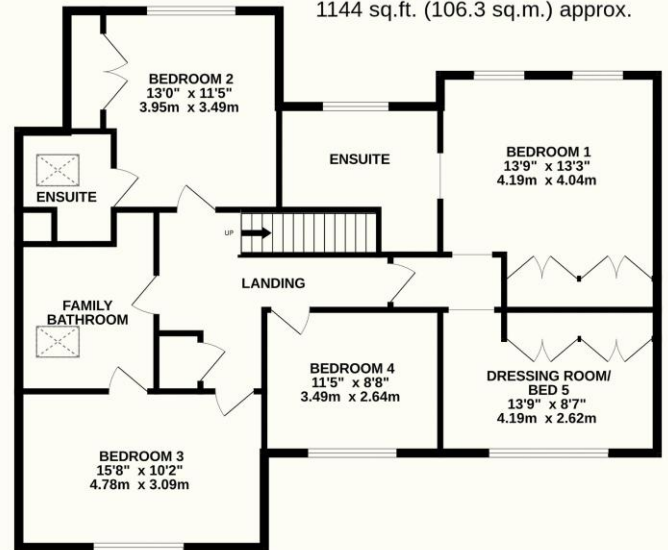 1144 sq.ft. (106.3 sq.m.) approx.
BEDROOM 2
13'0" x 11'5"
3.95m x 3.49m
ENSUITE
BEDROOM 1
13'9" x 13'3"
4.19m x 4.04m
ENSUITE
UP
LANDING
FAMILY
BATHROOM
BEDROOM 4
11'5" x 8'8"
3.49m x 2.64m
DRESSING ROOM/
BED 5
13'9" x 8'7"
4.19m x 2.62m
BEDROOM 3
15'8" x 10'2"
4.78m x 3.09m